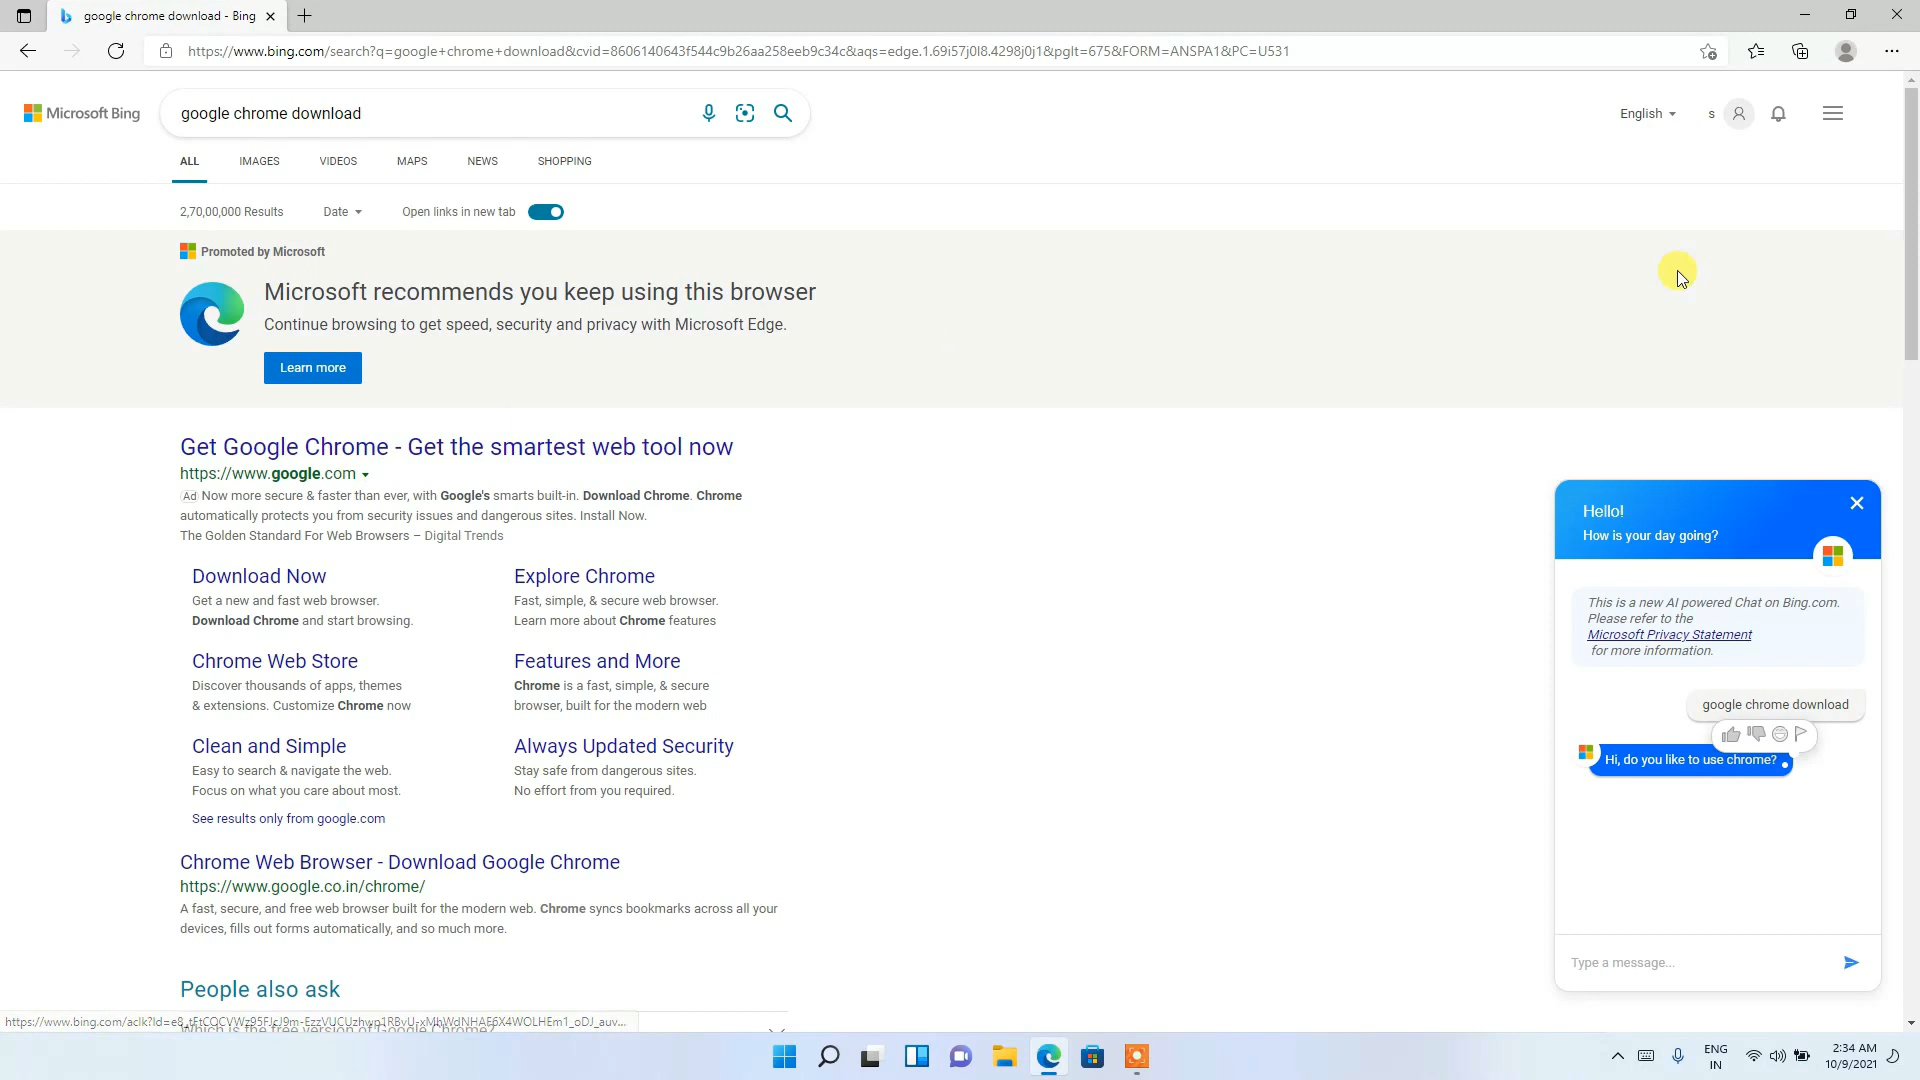 google chrome download - Bing
https://www.bing.com/search?q=google+chrome+download&cvid=8606140643f544c9b26aa258eeb9c34c&aqs=edge.1.69i57j0l8.4298j0j1&pglt=675&FORM=ANSPA1&PC=U531
Microsoft Bing
google chrome download
English
s
ALL
IMAGES
VIDEOS
MAPS
NEWS
SHOPPING
2,70,00,000 Results
Date
Open links in new tab
Promoted by Microsoft
Microsoft recommends you keep using this browser
Continue browsing to get speed, security and privacy with Microsoft Edge.
Learn more
Get Google Chrome - Get the smartest web tool now
https://www.google.com
Ad Now more secure & faster than ever, with Google's smarts built-in. Download Chrome. Chrome
automatically protects you from security issues and dangerous sites. Install Now.
The Golden Standard For Web Browsers – Digital Trends
Download Now
Get a new and fast web browser.
Download Chrome and start browsing.
Explore Chrome
Fast, simple, & secure web browser.
Learn more about Chrome features
Chrome Web Store
Discover thousands of apps, themes
& extensions. Customize Chrome now
Features and More
Chrome is a fast, simple, & secure
browser, built for the modern web
Clean and Simple
Easy to search & navigate the web.
Focus on what you care about most.
Always Updated Security
Stay safe from dangerous sites.
No effort from you required.
See results only from google.com
Chrome Web Browser - Download Google Chrome
https://www.google.co.in/chrome/
A fast, secure, and free web browser built for the modern web. Chrome syncs bookmarks across all your
devices, fills out forms automatically, and so much more.
People also ask
Which is the free version of Google Chrome?
Hello!
How is your day going?
This is a new AI powered Chat on Bing.com.
Please refer to the
Microsoft Privacy Statement
for more information.
google chrome download
Hi, do you like to use chrome?
Type a message...
ENG
IN
2:34 AM
10/9/2021